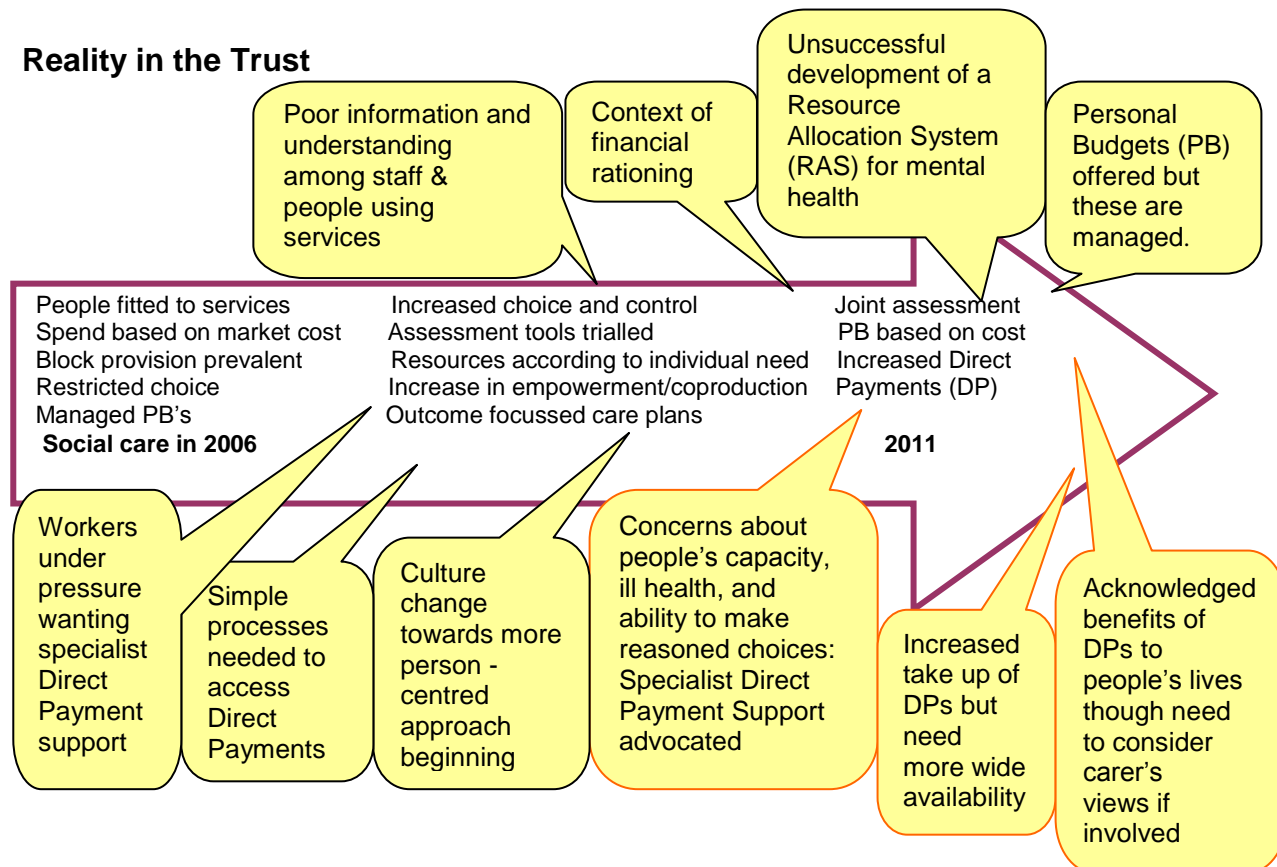 Reality in the Trust
Poor information and
understanding
among staff &
people using
services
Context of
financial
rationing
Unsuccessful
development of a
Resource
Allocation System
(RAS) for mental
health
Personal
Budgets (PB)
offered but
these are
managed.
People fitted to services
Spend based on market cost
Block provision prevalent
Restricted choice
Managed PB's
Social care in 2006
Increased choice and control
Assessment tools trialled
Resources according to individual need
Increase in empowerment/coproduction
Outcome focussed care plans
Joint assessment
PB based on cost
Increased Direct
Payments (DP)
2011
Workers
under
pressure
wanting
specialist
Direct
Payment
support
Simple
processes
needed to
access
Direct
Payments
Culture
change
towards more
person -
centred
approach
beginning
Concerns about
people's capacity,
ill health, and
ability to make
reasoned choices:
Specialist Direct
Payment Support
advocated
Increased
take up of
DPs but
need
more wide
availability
Acknowledged
benefits of
DPs to
people's lives
though need
to consider
carer's
views if
involved